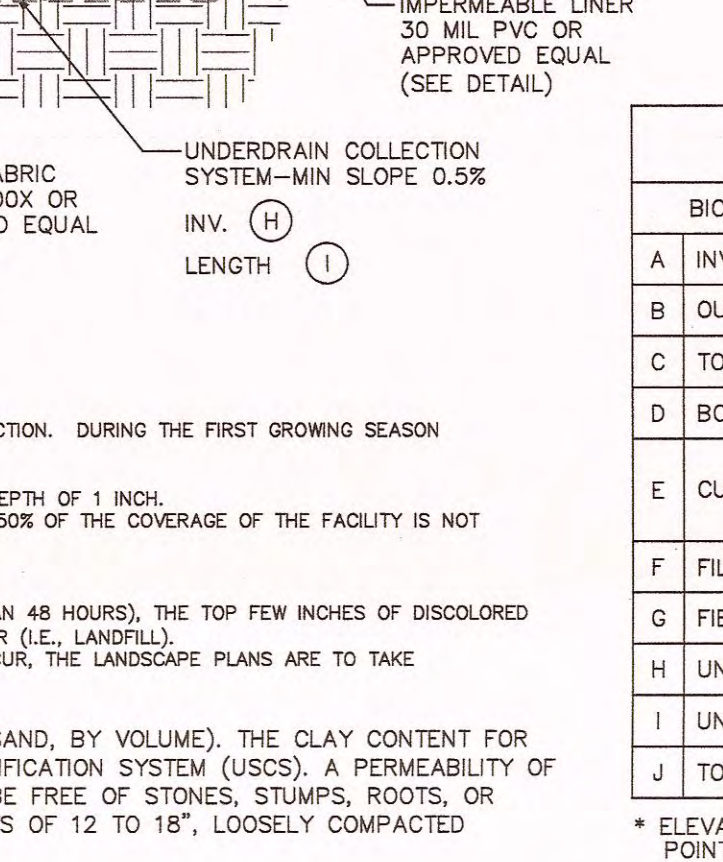 IMPERMEABLE LINER
30 MIL PVC OR
APPROVED EQUAL
(SEE DETAIL)
UNDERDRAIN COLLECTION
SYSTEM-MIN SLOPE 0.5%
INV. H
LENGTH I
ABRIC
00X OR
D EQUAL
CTION. DURING THE FIRST GROWING SEASON
EPTH OF 1 INCH.
50% OF THE COVERAGE OF THE FACILITY IS NOT
AN 48 HOURS), THE TOP FEW INCHES OF DISCOLORED
R (I.E., LANDFILL).
CUR, THE LANDSCAPE PLANS ARE TO TAKE
SAND, BY VOLUME). THE CLAY CONTENT FOR
IFICATION SYSTEM (USCS). A PERMEABILITY OF
BE FREE OF STONES, STUMPS, ROOTS, OR
S OF 12 TO 18", LOOSELY COMPACTED
BIO
A INV
B OU
C TO
D BO
E CU
F FIL
G FIE
H UN
I UN
J TO
* ELEVA
POINT